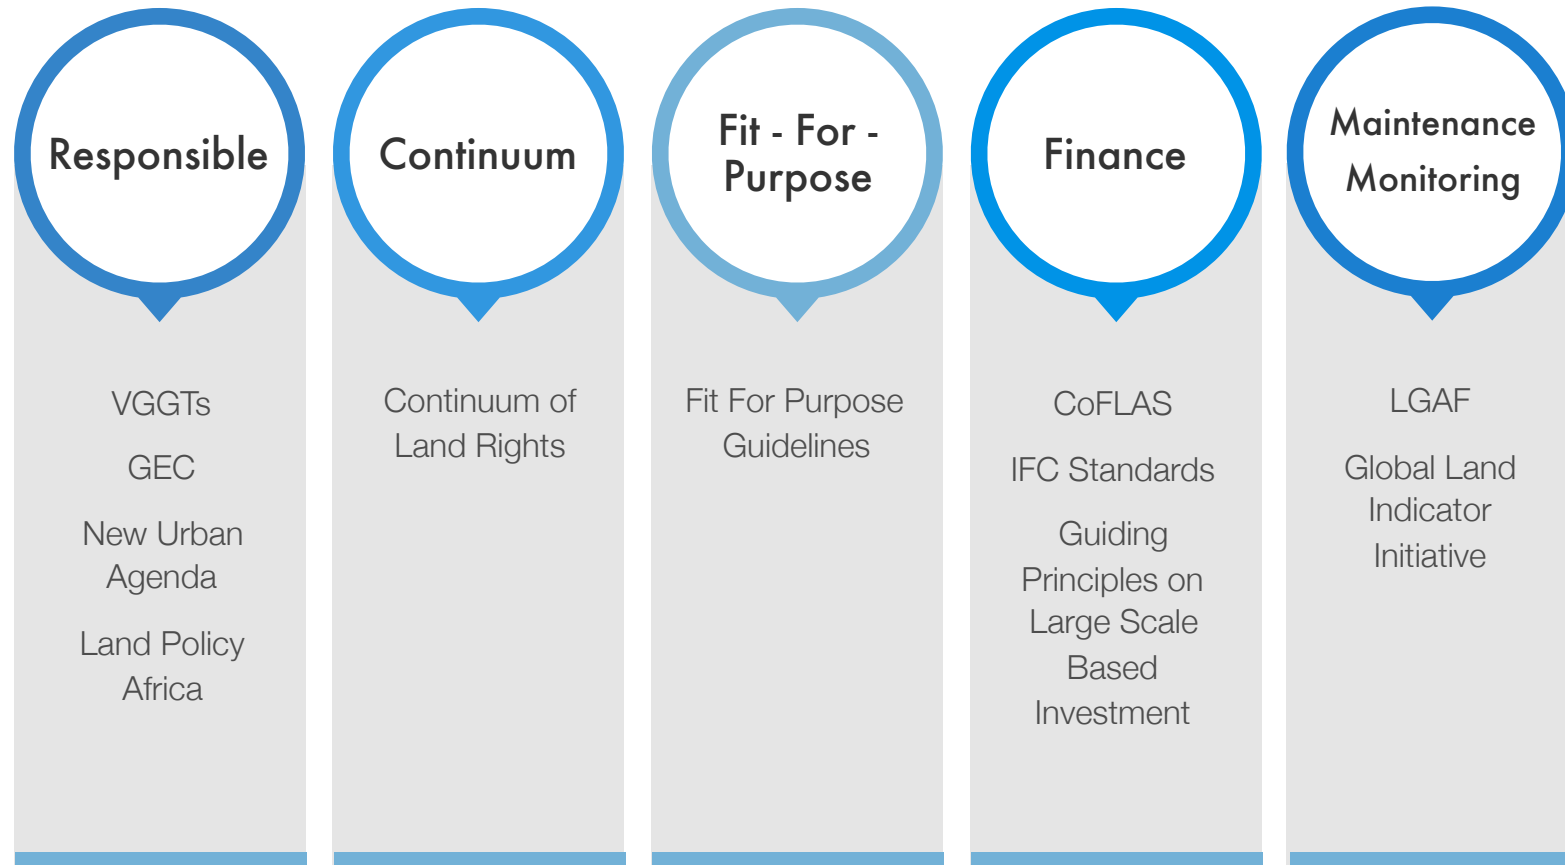 Responsible
VGGTs
GEC
New Urban
Agenda
Land Policy
Africa
Continuum
Continuum of
Land Rights
Fit - For -
Purpose
Fit For Purpose
Guidelines
Finance
CoFLAS
IFC Standards
Guiding
Principles on
Large Scale
Based
Investment
Maintenance
Monitoring
LGAF
Global Land
Indicator
Initiative